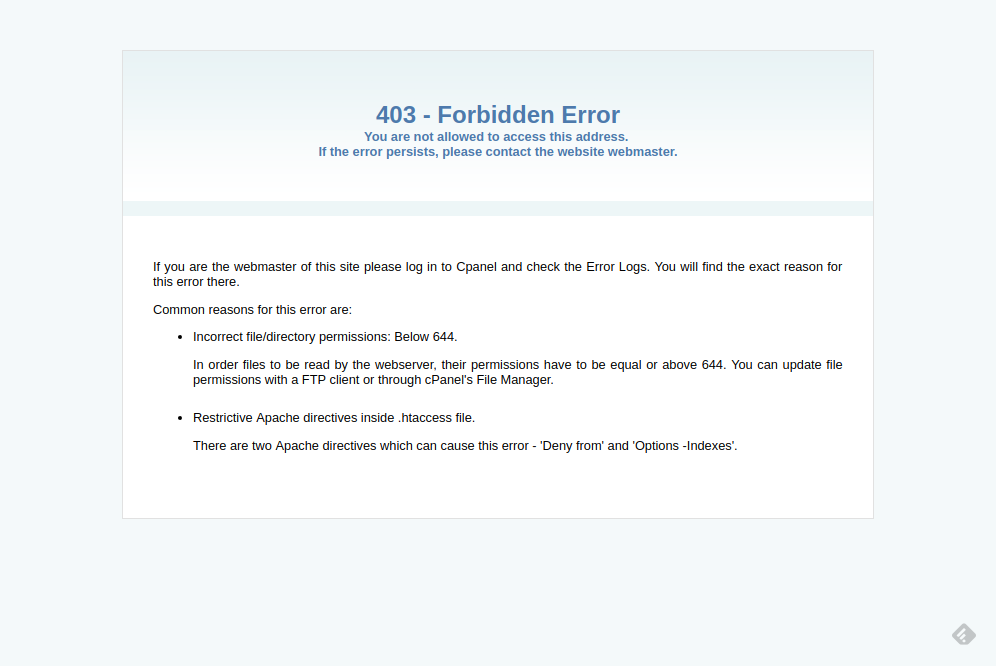 403 - Forbidden Error
You are not allowed to access this address.
If the error persists, please contact the website webmaster.
If you are the webmaster of this site please log in to Cpanel and check the Error Logs. You will find the exact reason for
this error there.
Common reasons for this error are:
• Incorrect file/directory permissions: Below 644.
In order files to be read by the webserver, their permissions have to be equal or above 644. You can update file
permissions with a FTP client or through cPanel's File Manager.
• Restrictive Apache directives inside .htaccess file.
There are two Apache directives which can cause this error - 'Deny from' and 'Options -Indexes'.